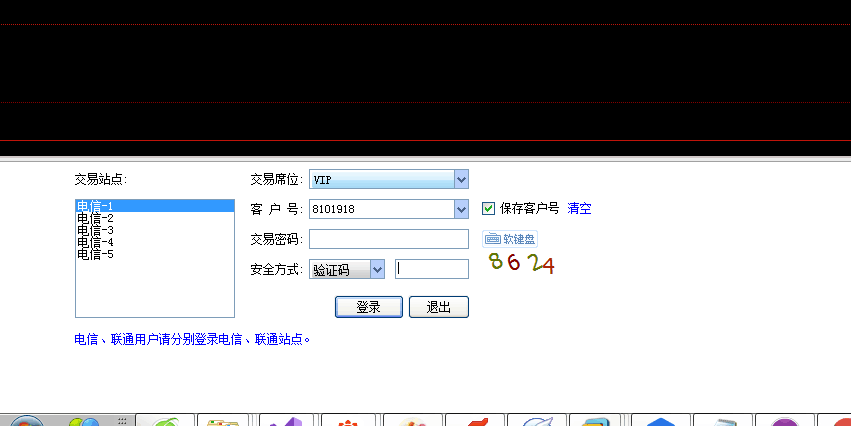 交易站点: 交易席位: VIP
电信-1
电信-2
电信-3
电信-4
电信-5
客 户 号: 8101918 保存客户号 清空
交易密码: 软键盘
安全方式: 验证码 8624
登录 退出
电信、联通用户请分别登录电信、联通站点。